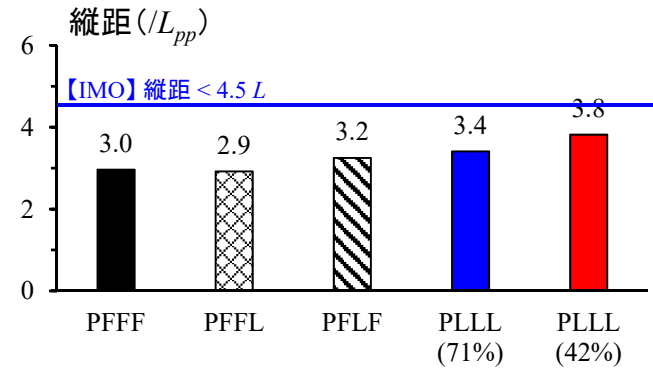 縦距(/Lpp)
6
【IMO】縦距 < 4.5 L
4
3.0
2.9
3.2
3.4
3.8
2
0
PFFF
PFFL
PFLF
PLLL
(71%)
PLLL
(42%)